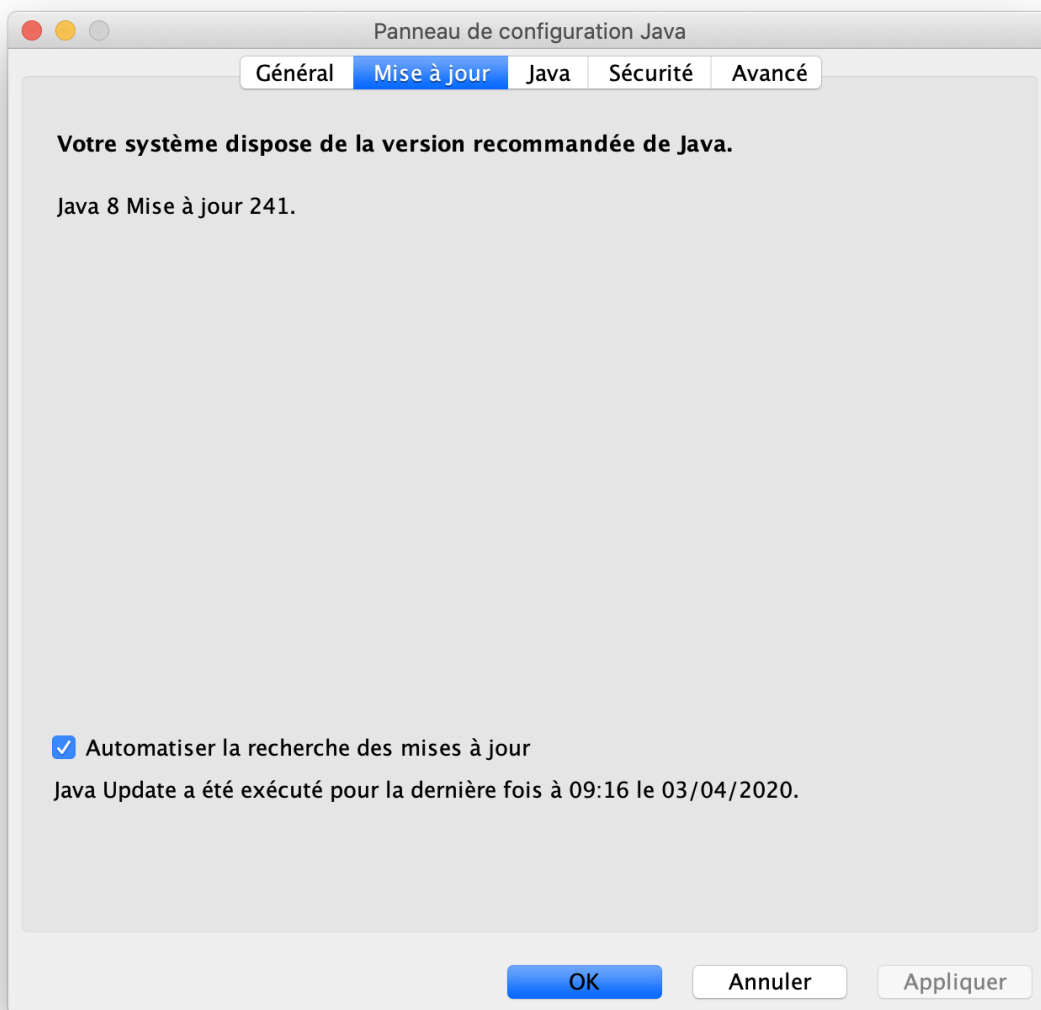 Panneau de configuration Java
Général Mise à jour Java Sécurité Avancé
Votre système dispose de la version recommandée de Java.
Java 8 Mise à jour 241.
Automatiser la recherche des mises à jour
Java Update a été exécuté pour la dernière fois à 09:16 le 03/04/2020.
OK Annuler Appliquer